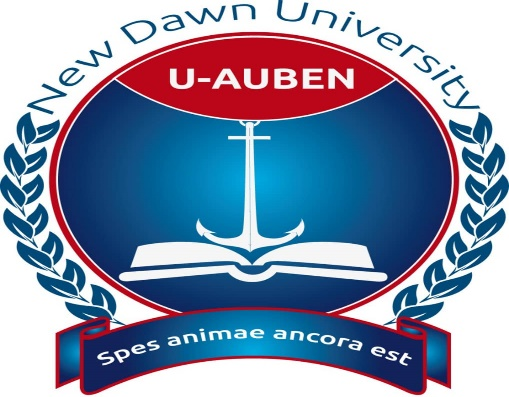 New Dawn University
U-AUBEN
Spes animae ancora est